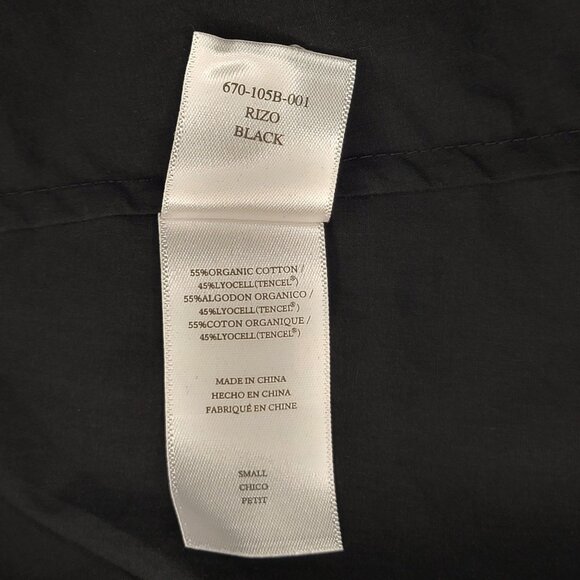 670-105B-001
RIZO
BLACK
55%ORGANIC COTTON /
45%LYOCELL(TENCEL®)
55%ALGODON ORGANICO /
45%LYOCELL(TENCEL®)
55%COTON ORGANIQUE /
45%LYOCELL(TENCEL®)
MADE IN CHINA
HECHO EN CHINA
FABRIQUÉ EN CHINE
SMALL
CHICO
PETIT